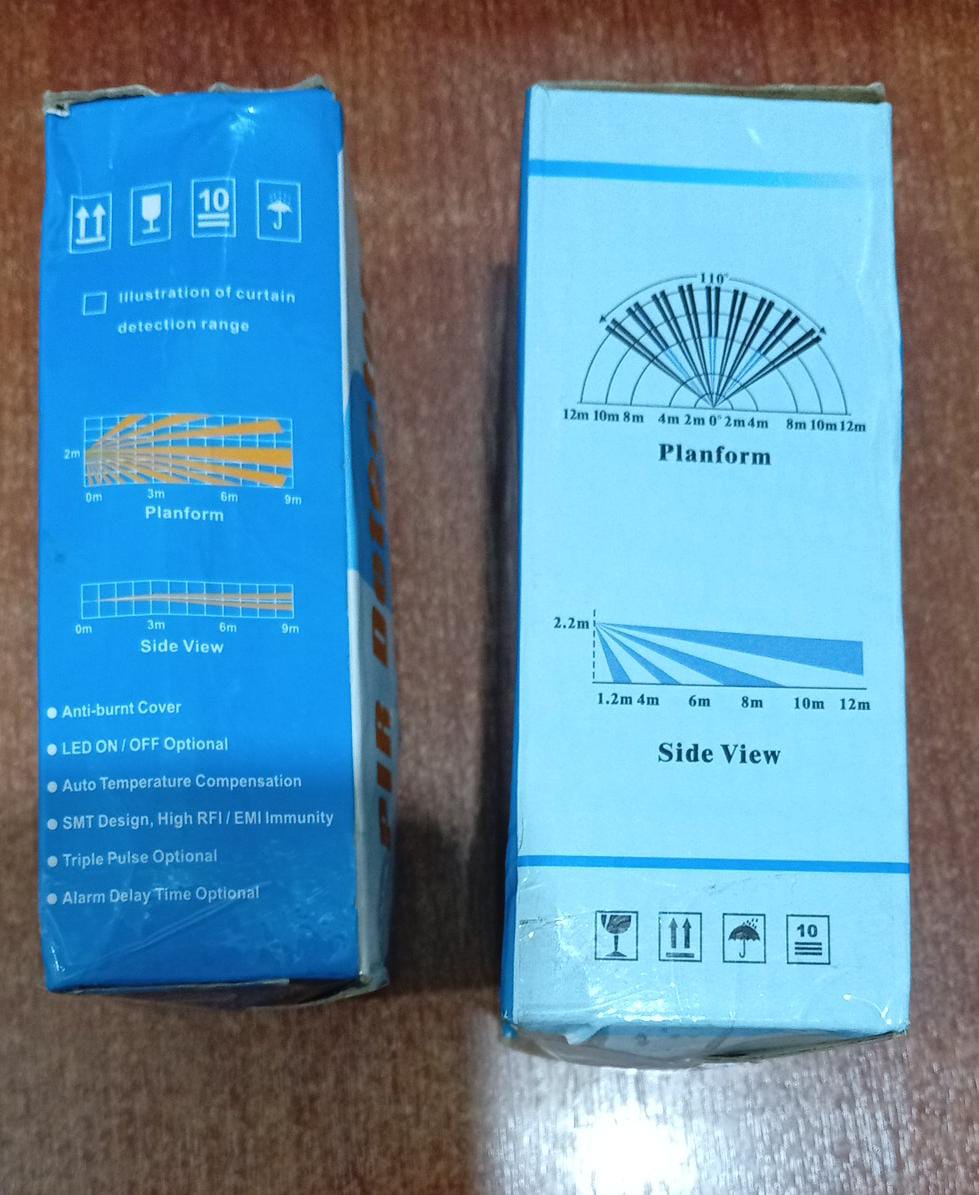 10
Illustration of curtain
detection range
2m
0m 3m 6m 9m
Planform
0m 3m 6m 9m
Side View
Anti-burnt Cover
LED ON / OFF Optional
Auto Temperature Compensation
SMT Design, High RFI / EMI Immunity
Triple Pulse Optional
Alarm Delay Time Optional
PIR Detector
110°
12m 10m 8m 4m 2m 0° 2m 4m 8m 10m 12m
Planform
2.2m
1.2m 4m 6m 8m 10m 12m
Side View
10